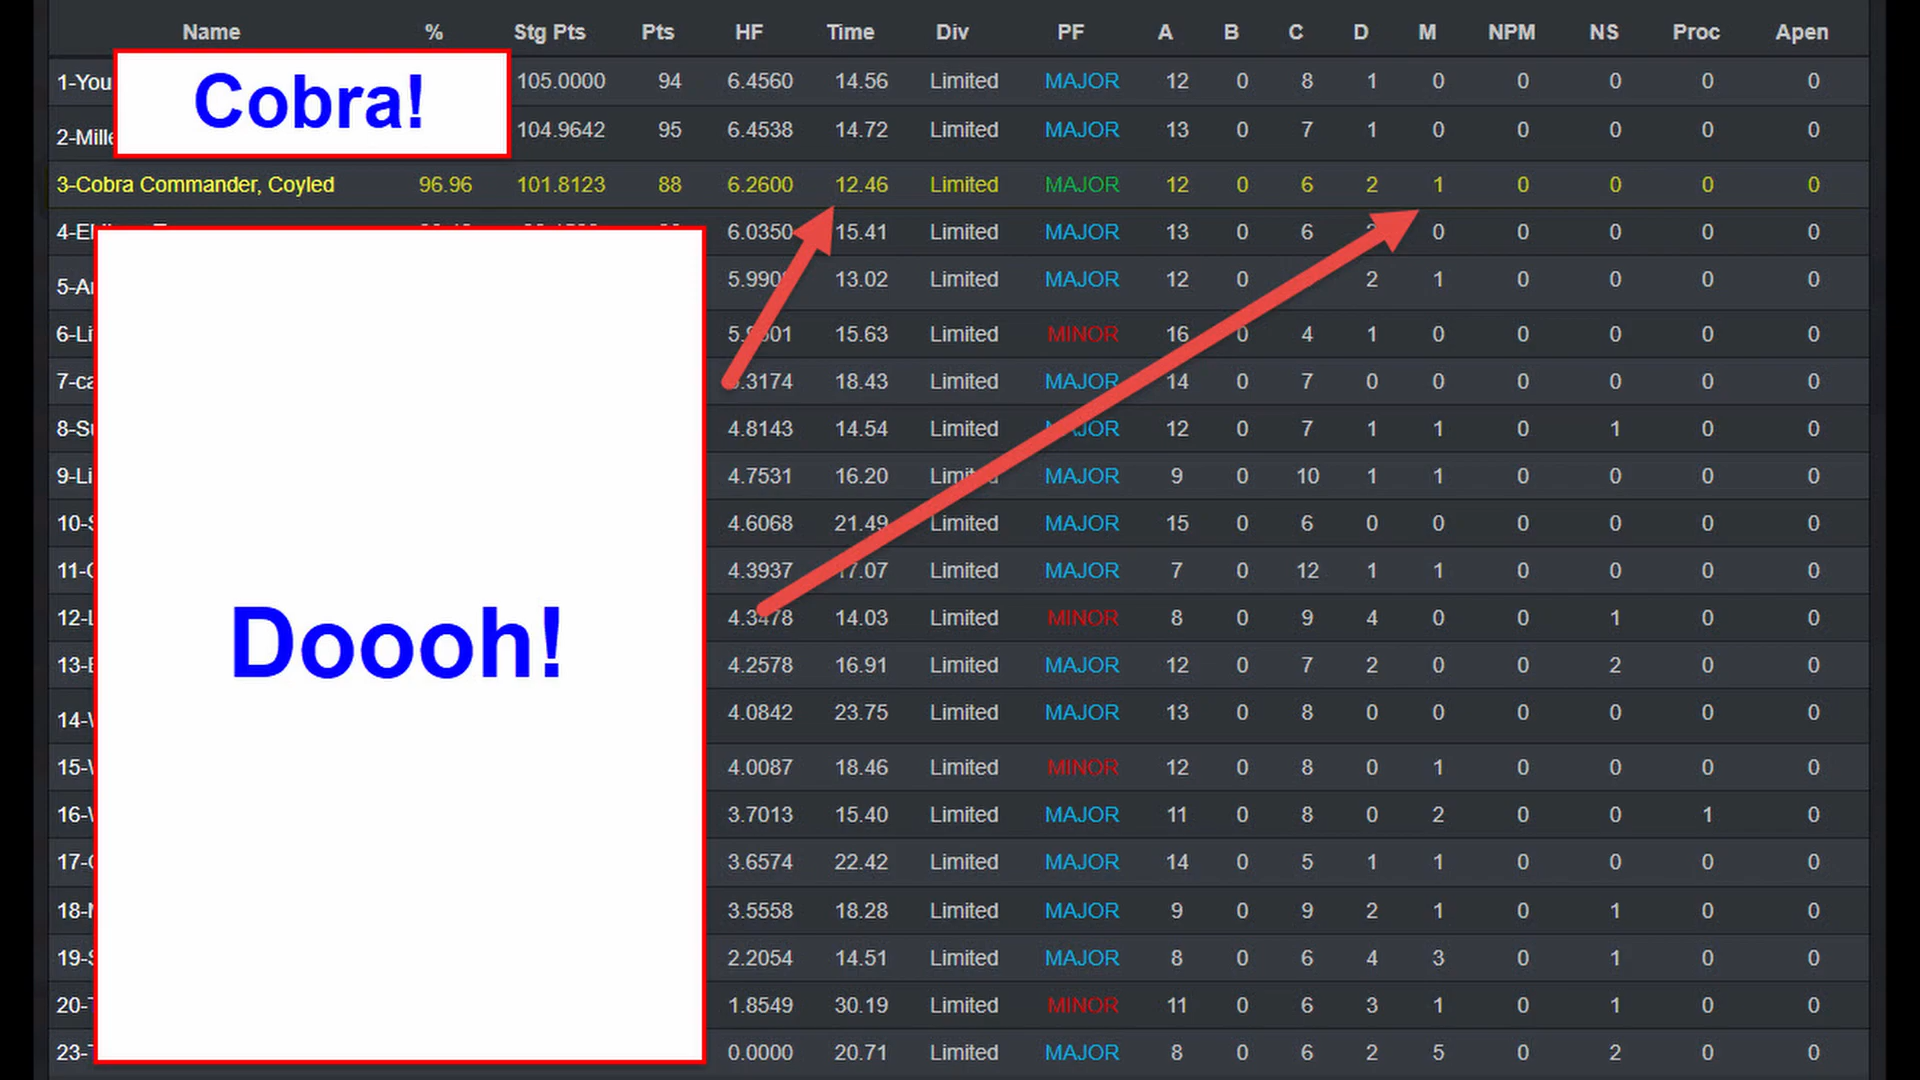 Name % Stg Pts Pts HF Time Div PF A B C D M NPM NS Proc Apen
1-You Cobra! 105.0000 94 6.4560 14.56 Limited MAJOR 12 0 8 1 0 0 0 0 0
2-Mille 104.9642 95 6.4538 14.72 Limited MAJOR 13 0 7 1 0 0 0 0 0
3-Cobra Commander, Coyled 96.96 101.8123 88 6.2600 12.46 Limited MAJOR 12 0 6 2 1 0 0 0 0
6.0350 15.41 Limited MAJOR 13 0 6 0 0 0 0 0
13.02 Limited MAJOR 12 0 2 1 0 0 0 0
6-Li 15.63 Limited MINOR 16 0 4 1 0 0 0 0 0
7-ca 18.43 Limited MAJOR 14 0 7 0 0 0 0 0 0
8-Su 4.8143 14.54 Limited MAJOR 12 0 7 1 1 0 1 0 0
9-Li 4.7531 16.20 Limited MAJOR 9 0 10 1 1 0 0 0 0
10-S 4.6068 21.49 Limited MAJOR 15 0 6 0 0 0 0 0 0
11- 4.3937 17.07 Limited MAJOR 7 0 12 1 1 0 0 0 0
12-L 4.3478 14.03 Limited MINOR 8 0 9 4 0 0 1 0 0
Doooh!
13-E 4.2578 16.91 Limited MAJOR 12 0 7 2 0 0 2 0 0
14- 4.0842 23.75 Limited MAJOR 13 0 8 0 0 0 0 0 0
15- 4.0087 18.46 Limited MINOR 12 0 8 0 1 0 0 0 0
16- 3.7013 15.40 Limited MAJOR 11 0 8 0 2 0 0 1 0
17- 3.6574 22.42 Limited MAJOR 14 0 5 1 1 0 0 0 0
18- 3.5558 18.28 Limited MAJOR 9 0 9 2 1 0 1 0 0
19-S 2.2054 14.51 Limited MAJOR 8 0 6 4 3 0 1 0 0
20-T 1.8549 30.19 Limited MINOR 11 0 6 3 1 0 1 0 0
23-T 0.0000 20.71 Limited MAJOR 8 0 6 2 5 0 2 0 0